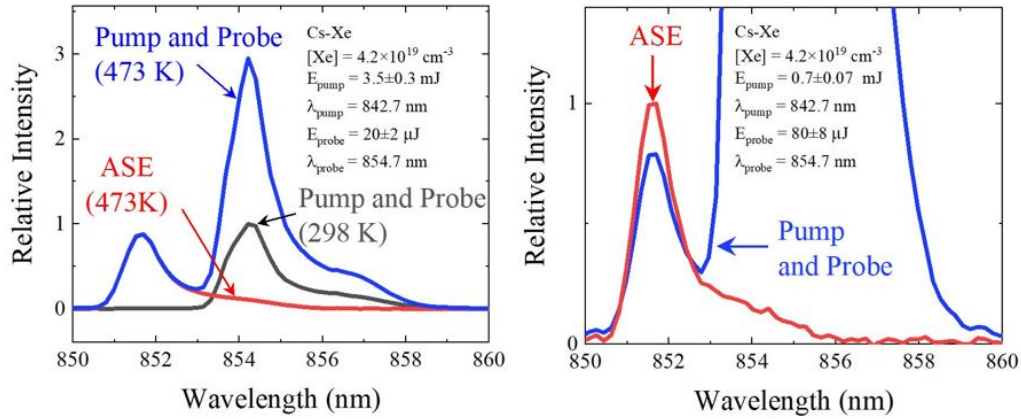 Pump and Probe
(473 K)
Cs-Xe
[Xe] = 4.2×10¹⁹ cm⁻³
E_pump = 3.5±0.3 mJ
λ_pump = 842.7 nm
E_probe = 20±2 μJ
λ_probe = 854.7 nm
ASE
(473K)
Pump and Probe
(298 K)
Relative Intensity
3
2
1
0
850 852 854 856 858 860
Wavelength (nm)
ASE
Cs-Xe
[Xe] = 4.2×10¹⁹ cm⁻³
E_pump = 0.7±0.07 mJ
λ_pump = 842.7 nm
E_probe = 80±8 μJ
λ_probe = 854.7 nm
Pump
and Probe
Relative Intensity
1
0
850 852 854 856 858 860
Wavelength (nm)